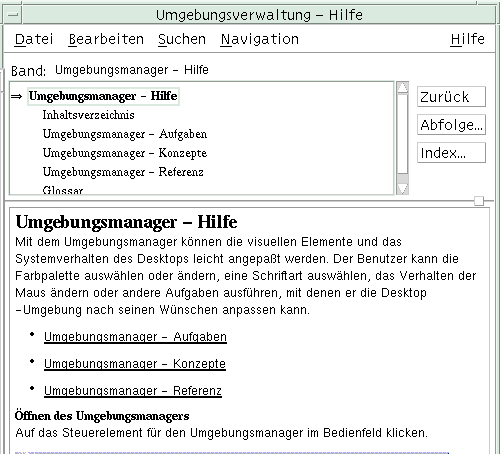 Umgebungsverwaltung – Hilfe
Datei Bearbeiten Suchen Navigation Hilfe
Band: Umgebungsmanager – Hilfe
⇒ Umgebungsmanager – Hilfe
Inhaltsverzeichnis
Umgebungsmanager – Aufgaben
Umgebungsmanager – Konzepte
Umgebungsmanager – Referenz
Glossar
Zurück
Abfolge...
Index...
Umgebungsmanager – Hilfe
Mit dem Umgebungsmanager können die visuellen Elemente und das
Systemverhalten des Desktops leicht angepaßt werden. Der Benutzer kann die
Farbpalette auswählen oder ändern, eine Schriftart auswählen, das Verhalten der
Maus ändern oder andere Aufgaben ausführen, mit denen er die Desktop
–Umgebung nach seinen Wünschen anpassen kann.
• Umgebungsmanager – Aufgaben
• Umgebungsmanager – Konzepte
• Umgebungsmanager – Referenz
Öffnen des Umgebungsmanagers
Auf das Steuerelement für den Umgebungsmanager im Bedienfeld klicken.